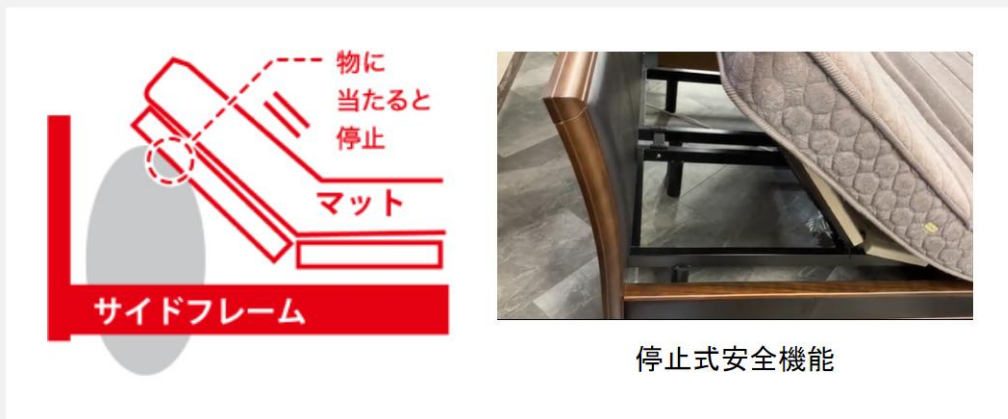 物に
当たると
停止
マット
サイドフレーム
停止式安全機能